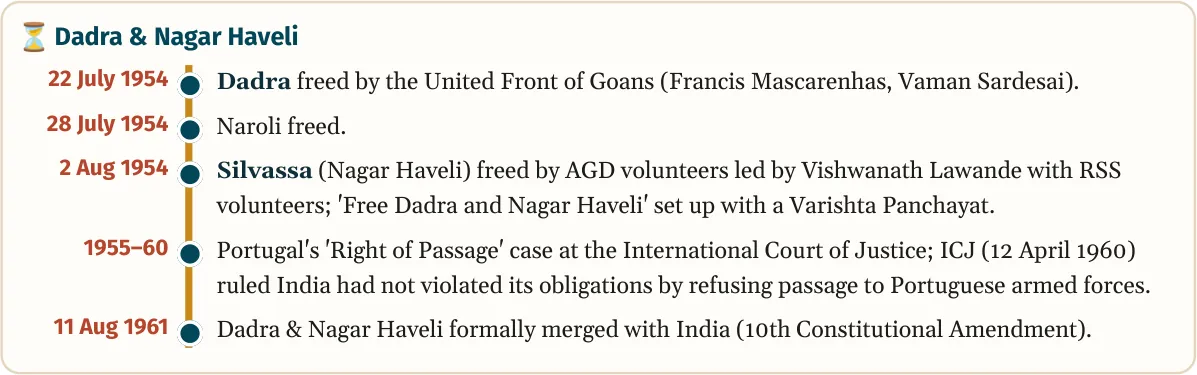 ⏳ Dadra & Nagar Haveli
22 July 1954 Dadra freed by the United Front of Goans (Francis Mascarenhas, Vaman Sardesai).
28 July 1954 Naroli freed.
2 Aug 1954 Silvassa (Nagar Haveli) freed by AGD volunteers led by Vishwanath Lawande with RSS
volunteers; 'Free Dadra and Nagar Haveli' set up with a Varishta Panchayat.
1955–60 Portugal's 'Right of Passage' case at the International Court of Justice; ICJ (12 April 1960)
ruled India had not violated its obligations by refusing passage to Portuguese armed forces.
11 Aug 1961 Dadra & Nagar Haveli formally merged with India (10th Constitutional Amendment).